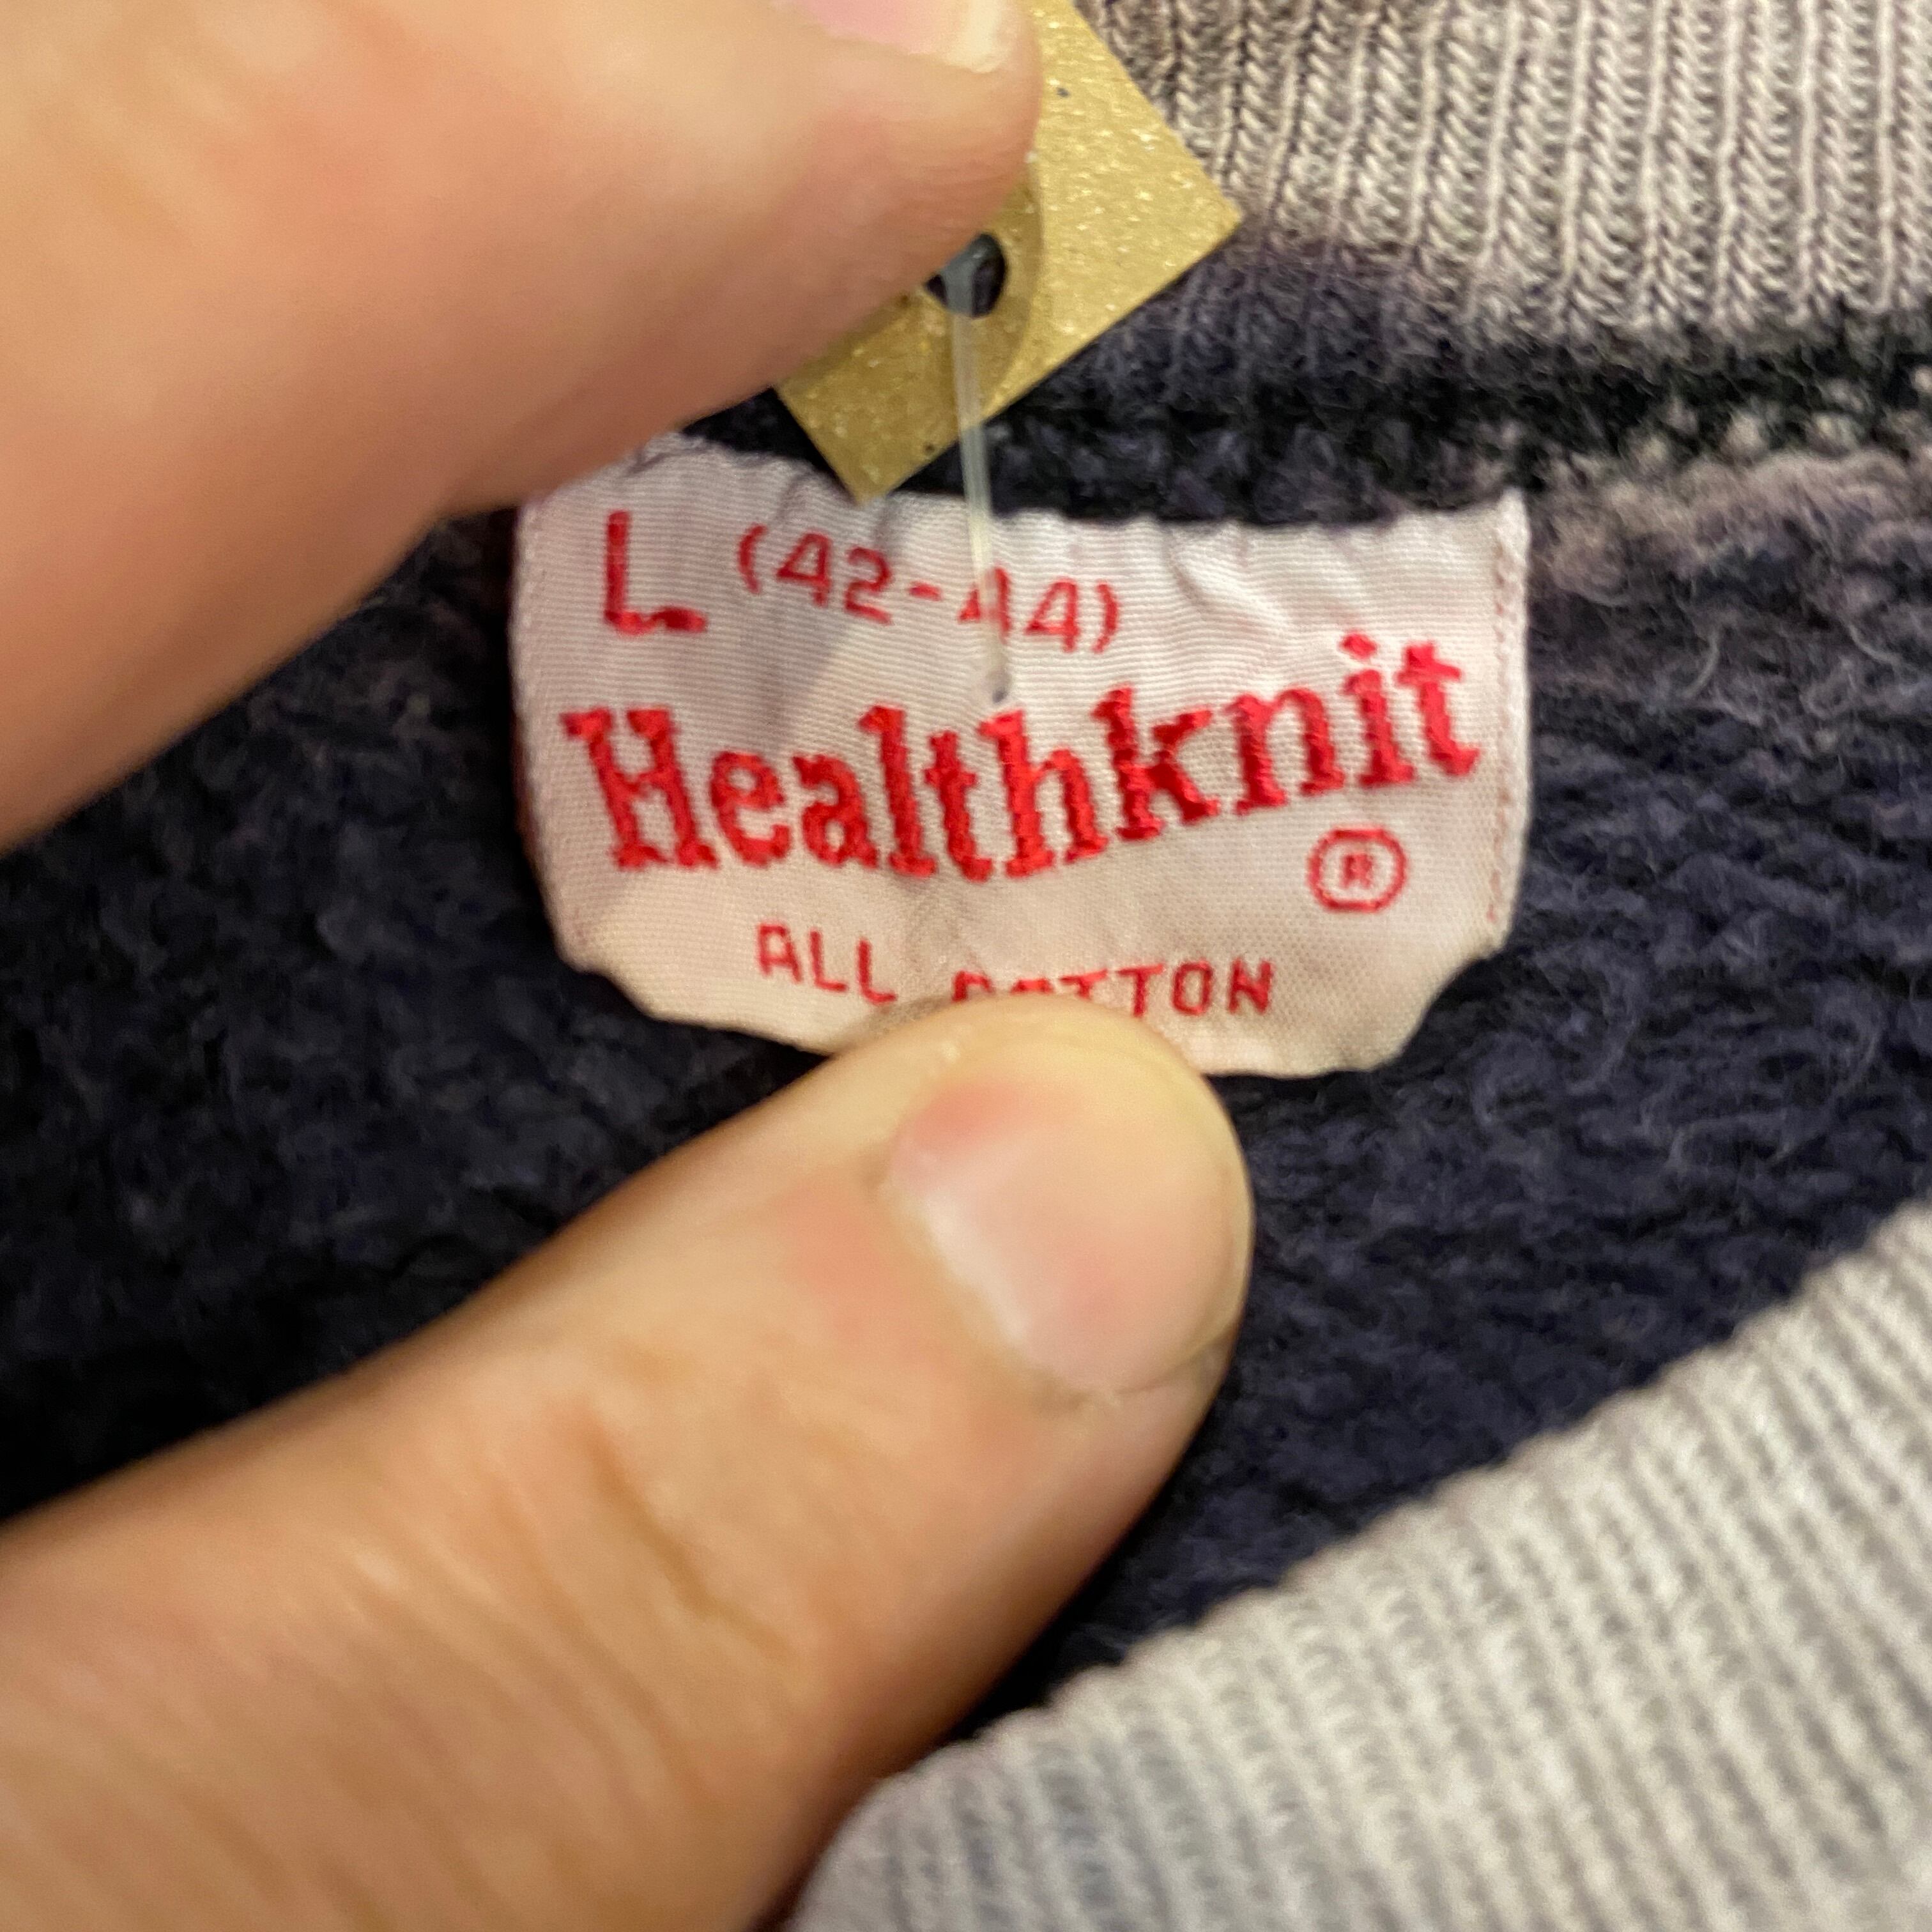 L (42-44)
Healthknit
®
ALL COTTON